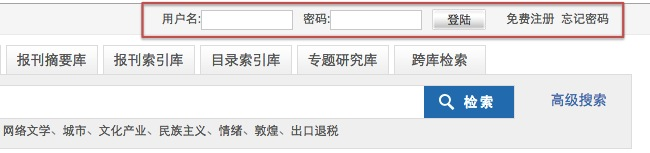 用户名: 密码: 登陆 免费注册 忘记密码
报刊摘要库 报刊索引库 目录索引库 专题研究库 跨库检索
检索 高级搜索
网络文学、城市、文化产业、民族主义、情绪、敦煌、出口退税